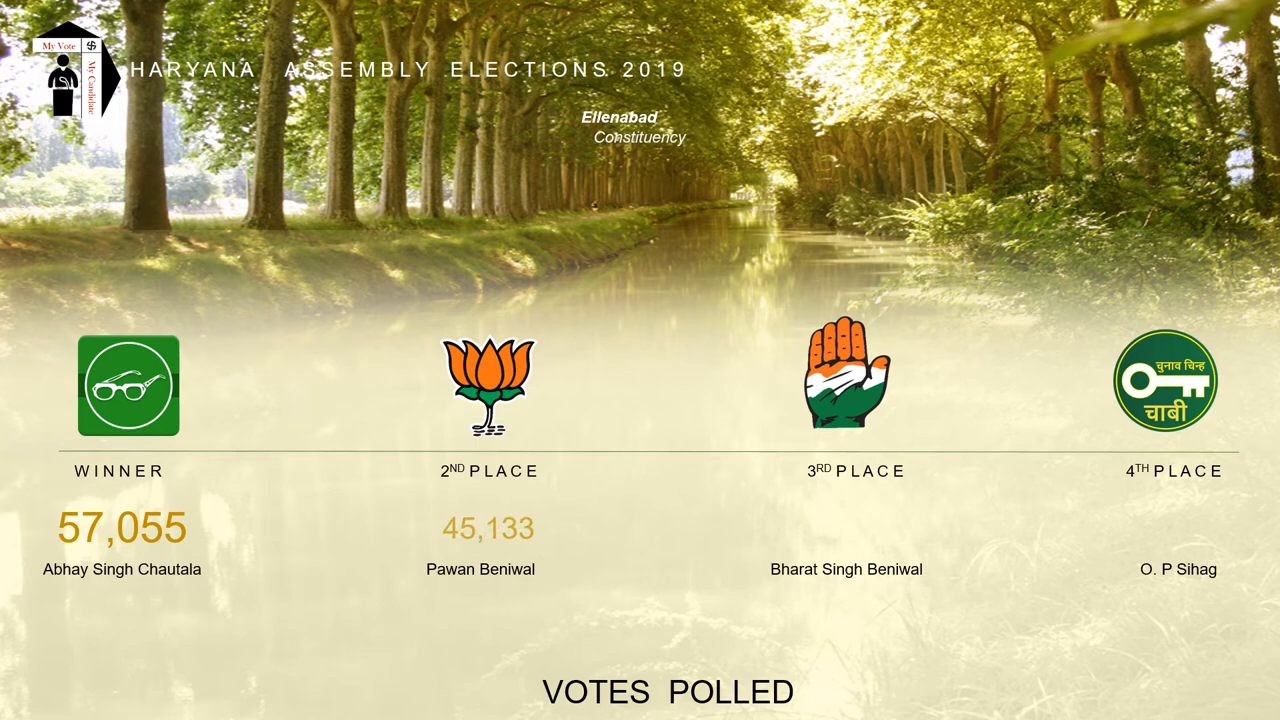 My Vote 卐
My Candidate
HARYANA ASSEMBLY ELECTIONS 2019
Ellenabad
Constituency
चुनाव चिन्ह
चाबी
WINNER
2ND PLACE
3RD PLACE
4TH PLACE
57,055
45,133
Abhay Singh Chautala
Pawan Beniwal
Bharat Singh Beniwal
O. P Sihag
VOTES POLLED